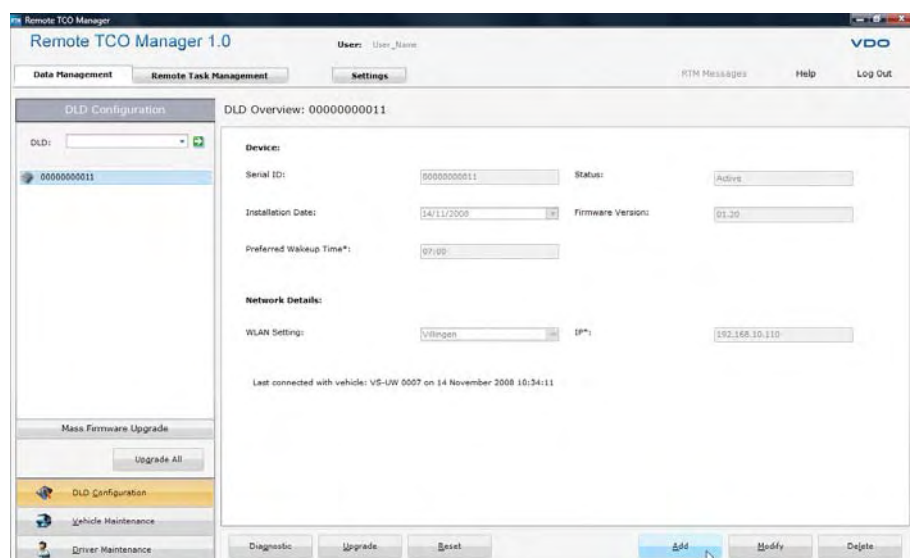 Remote TCO Manager
Remote TCO Manager 1.0
User: User_Name
VDO
Data Management
Remote Task Management
Settings
RTM Messages
Help
Log Out
DLD Configuration
DLD Overview: 00000000011
DLD:
00000000011
Device:
Serial ID: 00000000011 Status: Active
Installation Date: 14/11/2008 Firmware Version: 01.20
Preferred Wakeup Time*: 07:00
Network Details:
WLAN Setting: Villingen IP*: 192.168.10.110
Last connected with vehicle: VS-UW 0007 on 14 November 2008 10:34:11
Mass Firmware Upgrade
Upgrade All
DLD Configuration
Vehicle Maintenance
Driver Maintenance
Diagnostic
Upgrade
Reset
Add
Modify
Delete